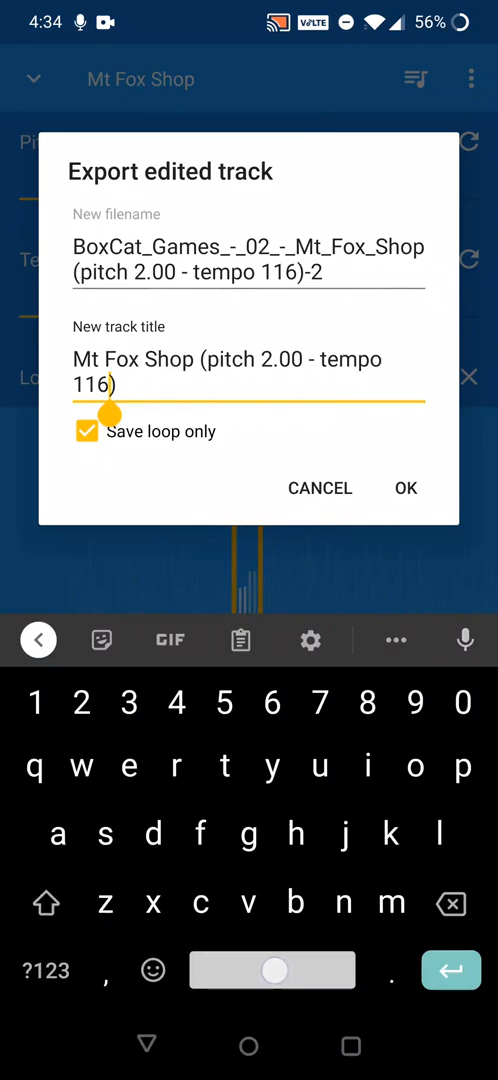 4:34 VoLTE 56%
Mt Fox Shop
Export edited track
New filename
BoxCat_Games_-_02_-_Mt_Fox_Shop
(pitch 2.00 - tempo 116)-2
New track title
Mt Fox Shop (pitch 2.00 - tempo
116)
Save loop only
CANCEL OK
GIF
1 2 3 4 5 6 7 8 9 0
q w e r t y u i o p
a s d f g h j k l
z x c v b n m
?123 , .